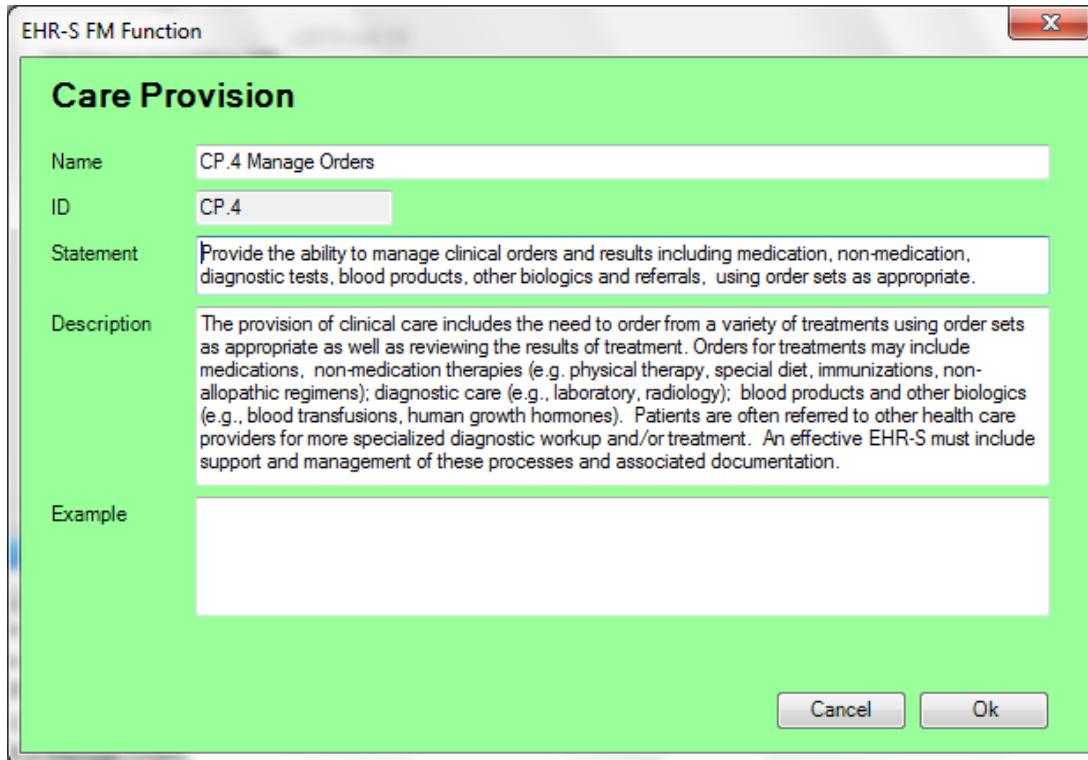 EHR-S FM Function
Care Provision
Name
CP.4 Manage Orders
ID
CP.4
Statement
Provide the ability to manage clinical orders and results including medication, non-medication,
diagnostic tests, blood products, other biologics and referrals,  using order sets as appropriate.
Description
The provision of clinical care includes the need to order from a variety of treatments using order sets
as appropriate as well as reviewing the results of treatment. Orders for treatments may include
medications,  non-medication therapies (e.g. physical therapy, special diet, immunizations, non-
allopathic regimens); diagnostic care (e.g., laboratory, radiology);  blood products and other biologics
(e.g., blood transfusions, human growth hormones).  Patients are often referred to other health care
providers for more specialized diagnostic workup and/or treatment.  An effective EHR-S must include
support and management of these processes and associated documentation.
Example
Cancel
Ok